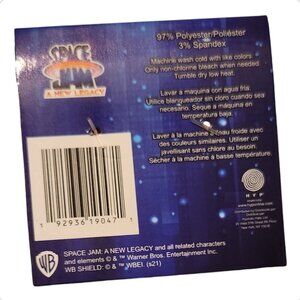 SPACE
JAM
A NEW LEGACY
97% Polyester/Poliéster
3% Spandex
Machine wash cold with like colors
Only non-chlorine bleach when needed
Tumble dry low heat.
Lavar a maquina con agua fria.
Utilice blanqueador sin cloro cuando sea
necesario. Seque a máquina en
temperatura baja.
Laver à la machine à l'eau froide avec
des couleurs similaires. Utiliser un
javellisant sans chlore au besoin.
Sécher à la machine à basse température.
1 92936 19047 1
HYP
SPACE JAM: A NEW LEGACY and all related characters
and elements © & ™ Warner Bros. Entertainment Inc.
WB SHIELD: © & ™ WBEI. (s21)
WB